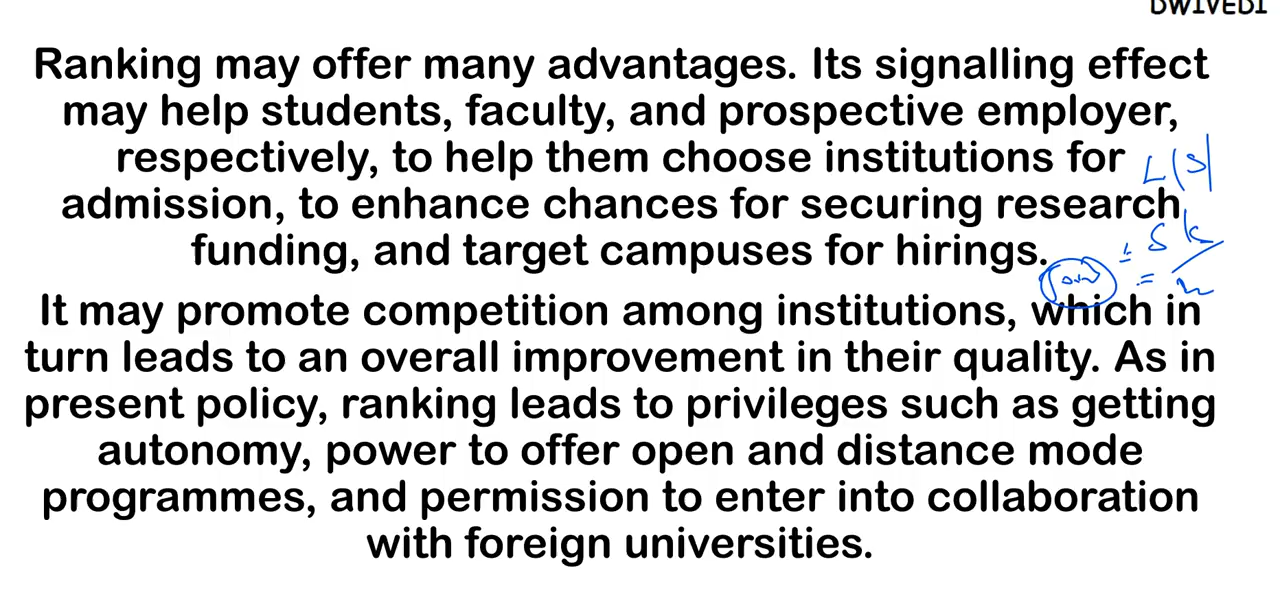 DWIVEDI
Ranking may offer many advantages. Its signalling effect
may help students, faculty, and prospective employer,
respectively, to help them choose institutions for
admission, to enhance chances for securing research
funding, and target campuses for hirings.
It may promote competition among institutions, which in
turn leads to an overall improvement in their quality. As in
present policy, ranking leads to privileges such as getting
autonomy, power to offer open and distance mode
programmes, and permission to enter into collaboration
with foreign universities.